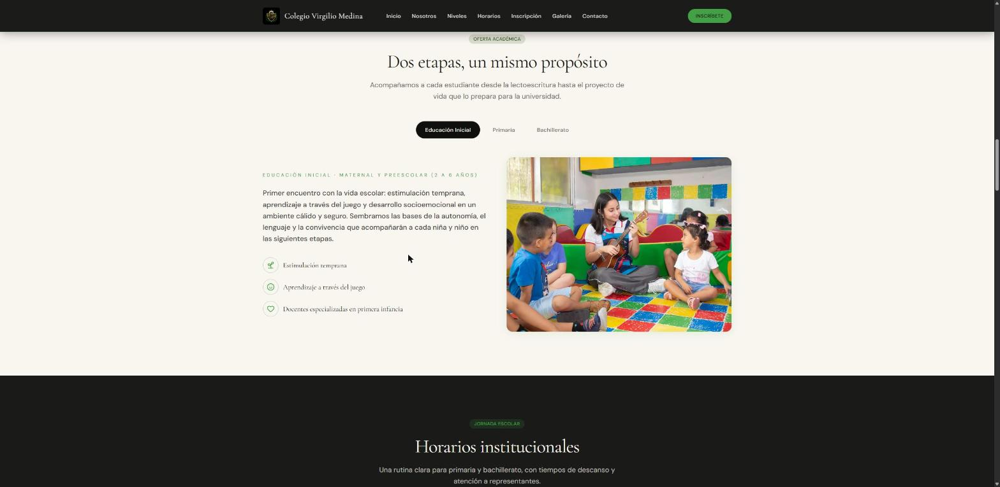 Colegio Virgilio Medina
Inicio
Nosotros
Niveles
Horarios
Inscripción
Galería
Contacto
INSCRÍBETE
OFERTA ACADÉMICA
Dos etapas, un mismo propósito
Acompañamos a cada estudiante desde la lectoescritura hasta el proyecto de
vida que lo prepara para la universidad.
Educación Inicial
Primaria
Bachillerato
EDUCACIÓN INICIAL · MATERNAL Y PREESCOLAR (2 A 6 AÑOS)
Primer encuentro con la vida escolar: estimulación temprana,
aprendizaje a través del juego y desarrollo socioemocional en un
ambiente cálido y seguro. Sembramos las bases de la autonomía, el
lenguaje y la convivencia que acompañarán a cada niña y niño en
las siguientes etapas.
Estimulación temprana
Aprendizaje a través del juego
Docentes especializadas en primera infancia
JORNADA ESCOLAR
Horarios institucionales
Una rutina clara para primaria y bachillerato, con tiempos de descanso y
atención a representantes.